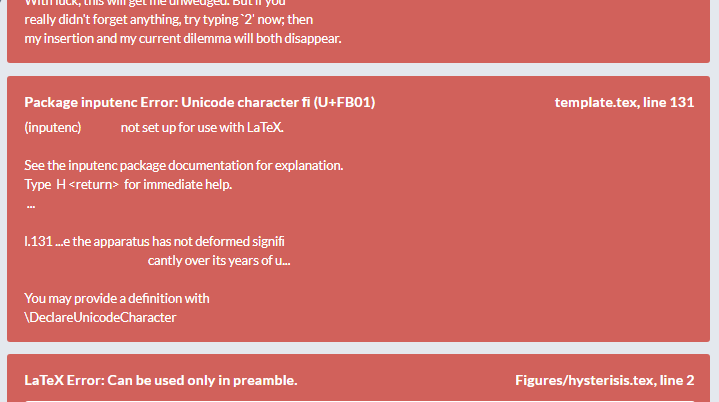 With luck, this will get me unwedged. But if you
really didn't forget anything, try typing `2' now; then
my insertion and my current dilemma will both disappear.
Package inputenc Error: Unicode character ﬁ (U+FB01) template.tex, line 131
(inputenc) not set up for use with LaTeX.
See the inputenc package documentation for explanation.
Type H <return> for immediate help.
...
l.131 ...e the apparatus has not deformed signiﬁ
cantly over its years of u...
You may provide a definition with
\DeclareUnicodeCharacter
LaTeX Error: Can be used only in preamble. Figures/hysterisis.tex, line 2